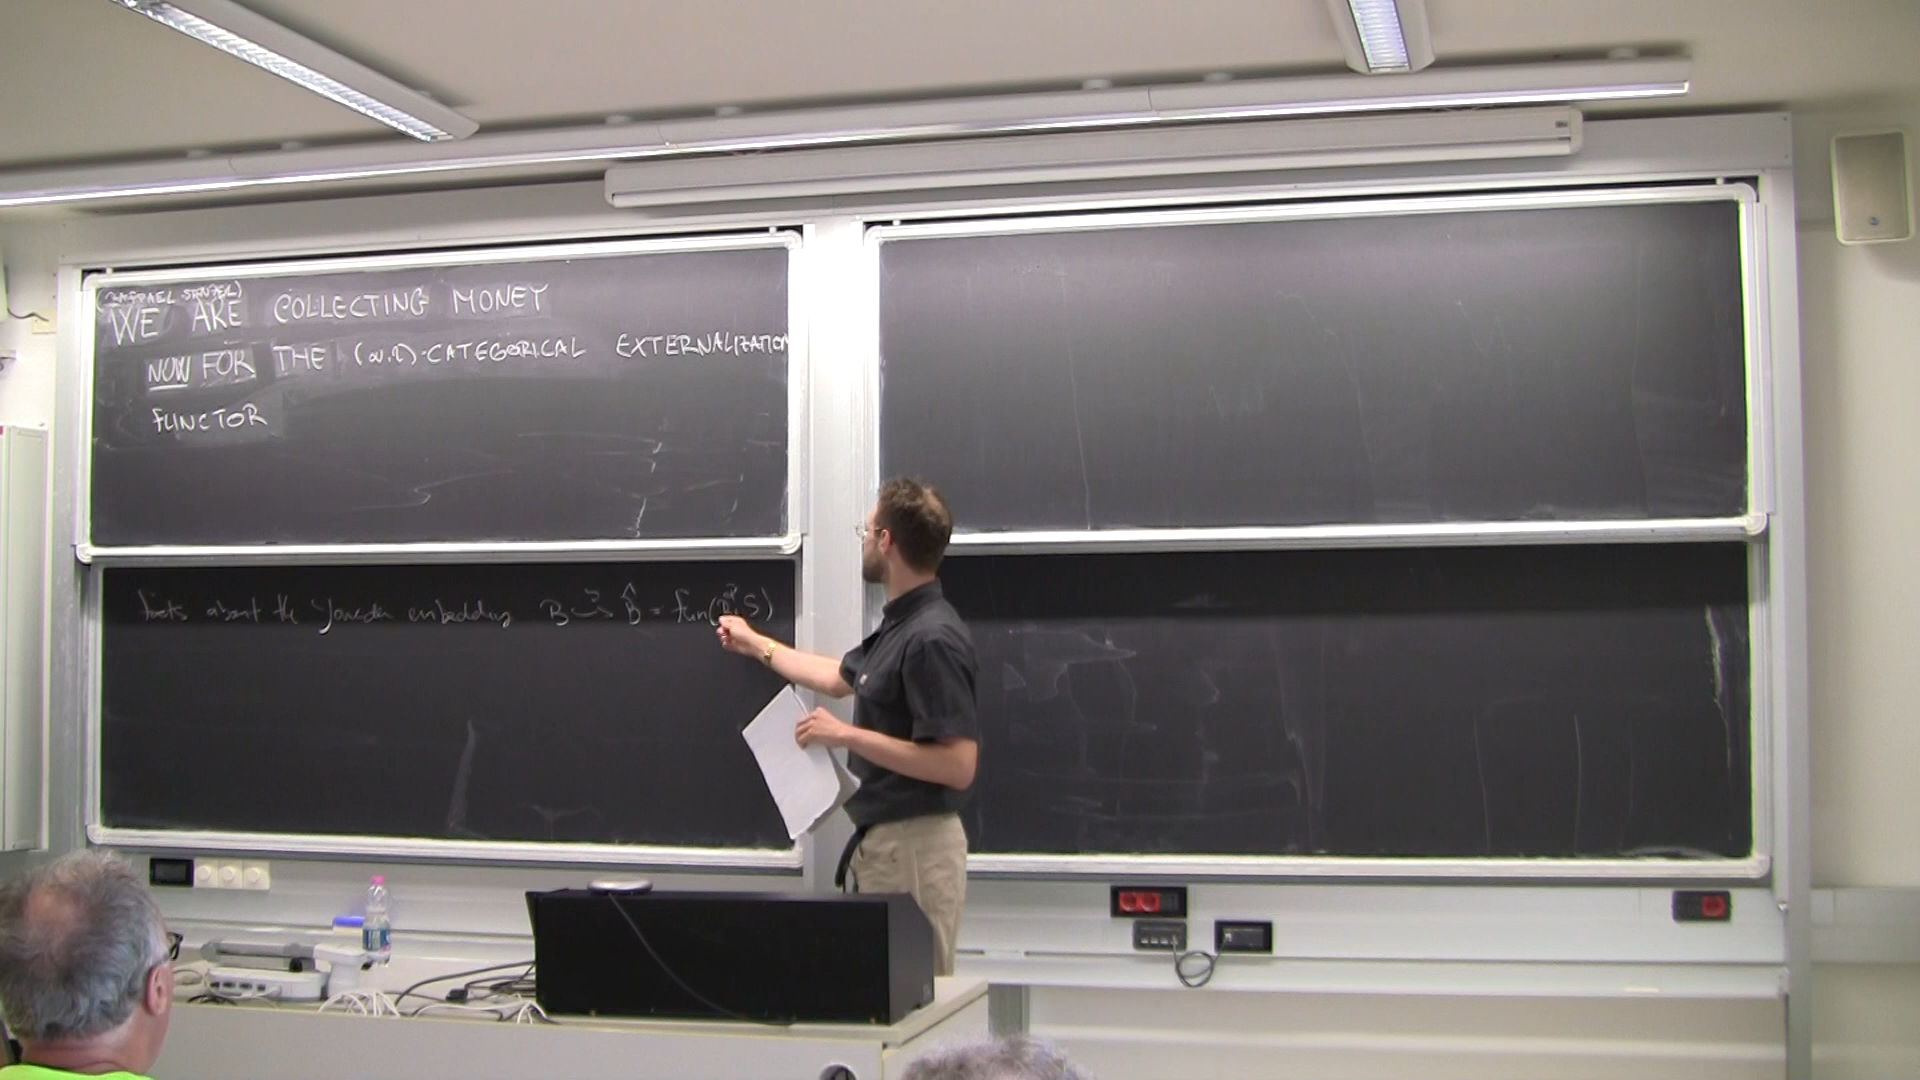 (RAFFAEL STENZEL)
WE ARE COLLECTING MONEY
NOW FOR THE (∞,2)-CATEGORICAL EXTERNALIZATION
FUNCTOR
facts about the Yoneda embedding B → B̂ = Fun(B^op, S)